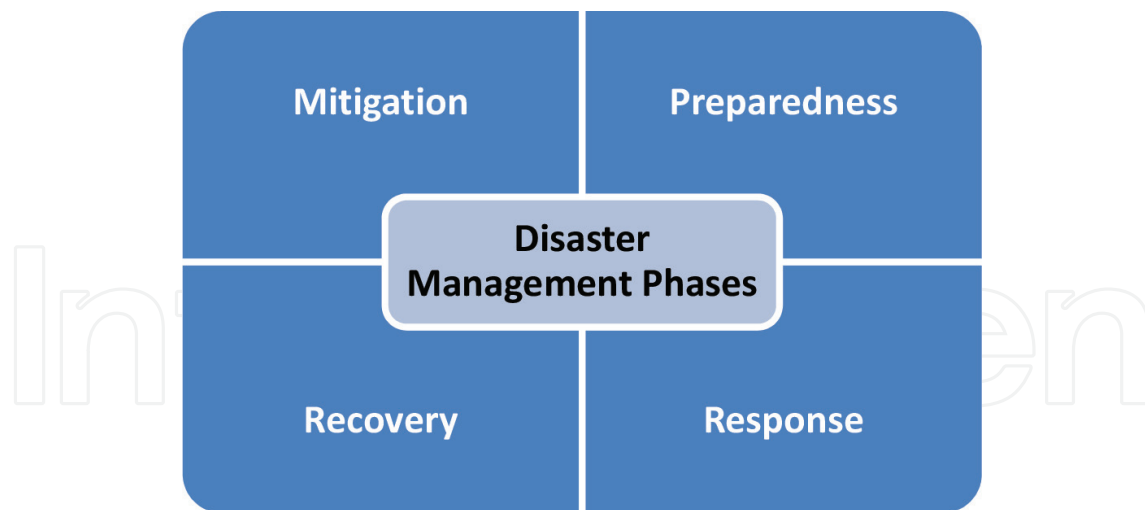 Mitigation
Preparedness
Disaster
Management Phases
Recovery
Response